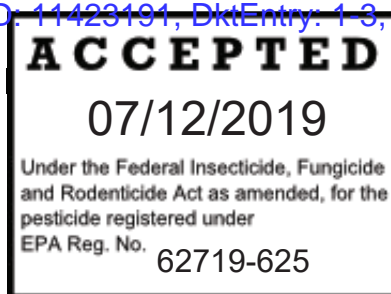 D: 11423191, DktEntry: 1-3,
ACCEPTED
07/12/2019
Under the Federal Insecticide, Fungicide
and Rodenticide Act as amended, for the
pesticide registered under
EPA Reg. No. 62719-625